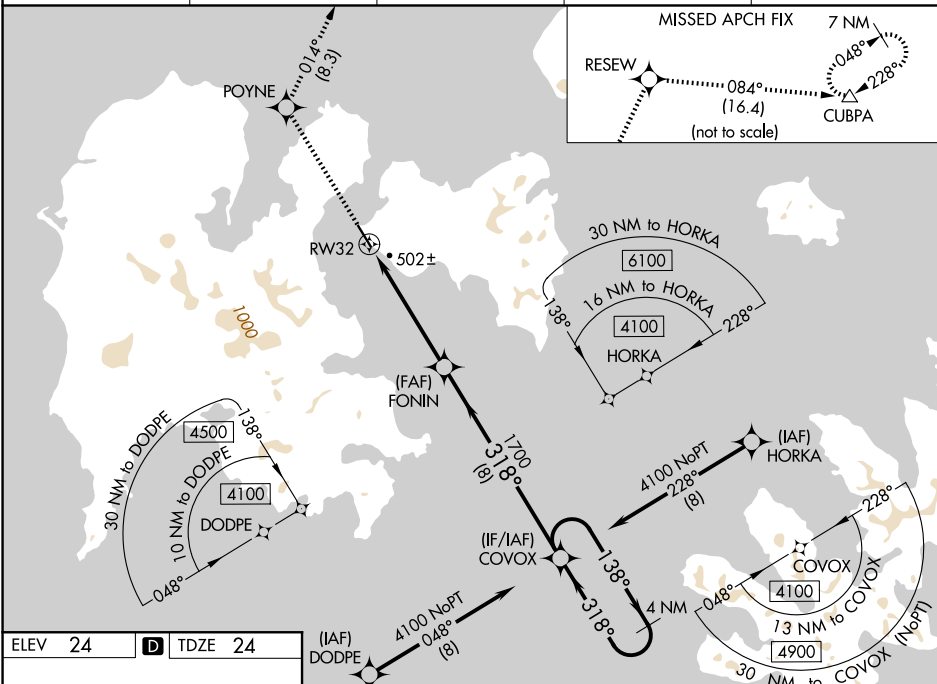 MISSED APCH FIX
7 NM
RESEW
048°
228°
084°
(16.4)
(not to scale)
CUBPA
014°
(8.3)
POYNE
RW32
502±
1000
30 NM to HORKA
6100
16 NM to HORKA
4100
138°
228°
HORKA
(FAF)
FONIN
1700
318°
(8)
30 NM to DODPE
4500
138°
10 NM to DODPE
4100
DODPE
048°
(IAF)
HORKA
4100 NoPT
228°
(8)
(IF/IAF)
COVOX
138°
318°
4 NM
228°
COVOX
048°
4100
13 NM to COVOX
4900
30 NM to COVOX (NoPT)
4100 NoPT
048°
(8)
(IAF)
DODPE
ELEV 24 D TDZE 24